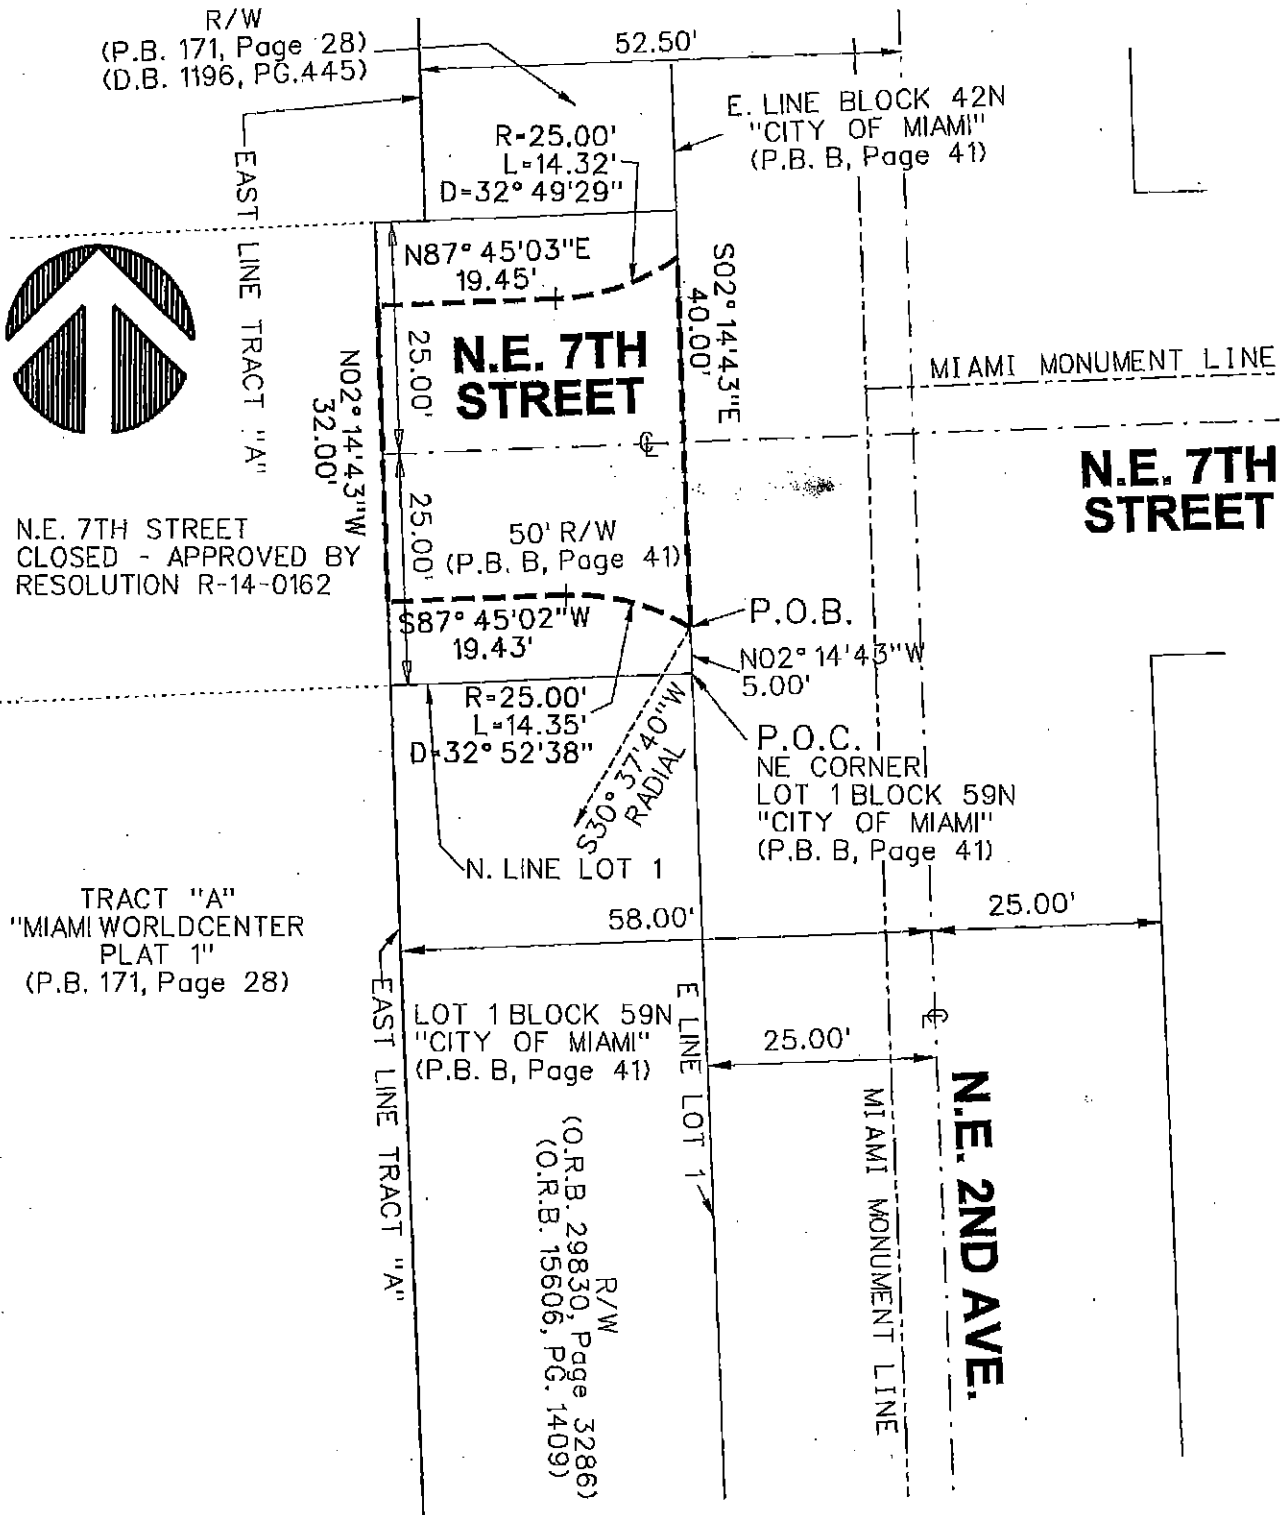 R/W
(P.B. 171, Page 28)
(D.B. 1196, PG.445)
52.50'
E. LINE BLOCK 42N
"CITY OF MIAMI"
(P.B. B, Page 41)
R=25.00'
L=14.32'
D=32°49'29"
EAST LINE TRACT "A"
N87°45'03"E
19.45'
S02°14'43"E
40.00'
25.00'
N.E. 7TH
STREET
MIAMI MONUMENT LINE
N02°14'43"W
32.00'
℄
N.E. 7TH
STREET
N.E. 7TH STREET
CLOSED - APPROVED BY
RESOLUTION R-14-0162
25.00'
50' R/W
(P.B. B, Page 41)
S87°45'02"W
19.43'
P.O.B.
N02°14'43"W
5.00'
R=25.00'
L=14.35'
D=32°52'38"
S30°37'40"W
RADIAL
P.O.C.
NE CORNER
LOT 1 BLOCK 59N
"CITY OF MIAMI"
(P.B. B, Page 41)
N. LINE LOT 1
TRACT "A"
"MIAMI WORLDCENTER
PLAT 1"
(P.B. 171, Page 28)
58.00'
25.00'
EAST LINE TRACT "A"
LOT 1 BLOCK 59N
"CITY OF MIAMI"
(P.B. B, Page 41)
E LINE LOT 1
25.00'
℄
MIAMI MONUMENT LINE
N.E. 2ND AVE.
R/W
(O.R.B. 29830, Page 3286)
(O.R.B. 15606, PG. 1409)